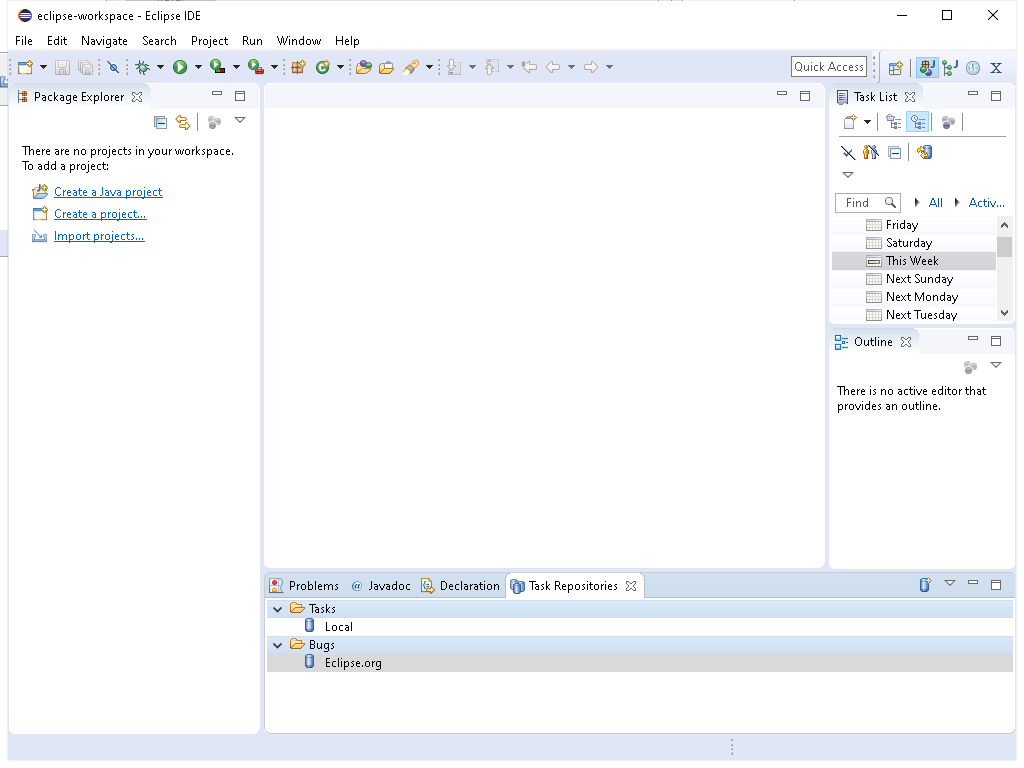 eclipse-workspace - Eclipse IDE
File Edit Navigate Search Project Run Window Help
Quick Access
Package Explorer
There are no projects in your workspace.
To add a project:
Create a Java project
Create a project...
Import projects...
Task List
Find All Activ...
Friday
Saturday
This Week
Next Sunday
Next Monday
Next Tuesday
Outline
There is no active editor that
provides an outline.
Problems @ Javadoc Declaration Task Repositories
Tasks
Local
Bugs
Eclipse.org